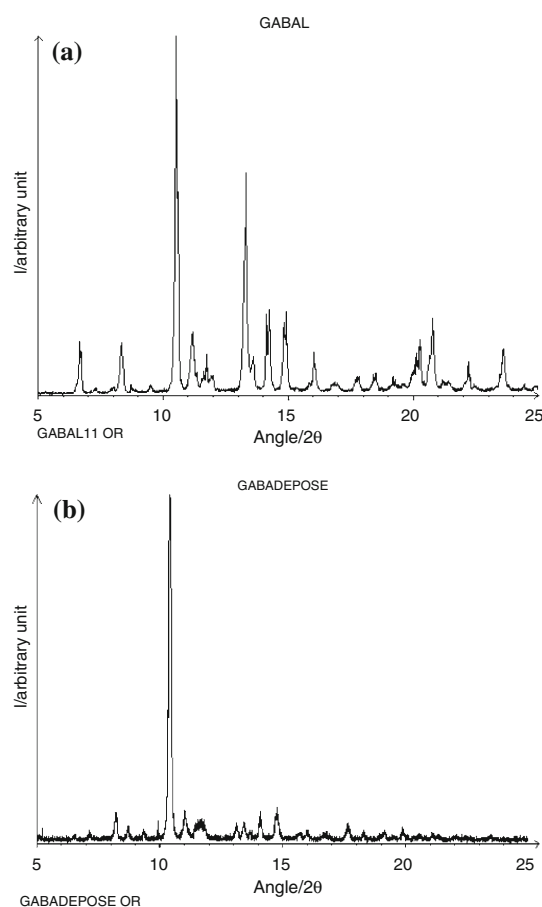 GABAL
(a)
I/arbitrary unit
5 10 15 20 25
GABAL11 OR
Angle/2θ
GABADEPOSE
(b)
I/arbitrary unit
5 10 15 20 25
Angle/2θ
GABADEPOSE OR